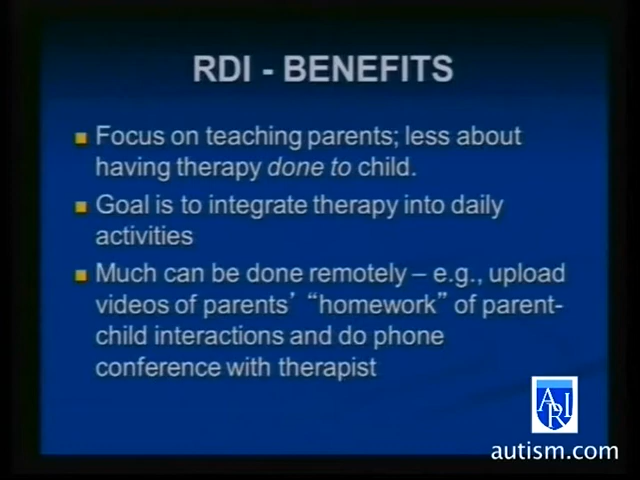 RDI - BENEFITS
Focus on teaching parents; less about
having therapy done to child.
Goal is to integrate therapy into daily
activities
Much can be done remotely – e.g., upload
videos of parents’ “homework” of parent-
child interactions and do phone
conference with therapist
ARI
autism.com